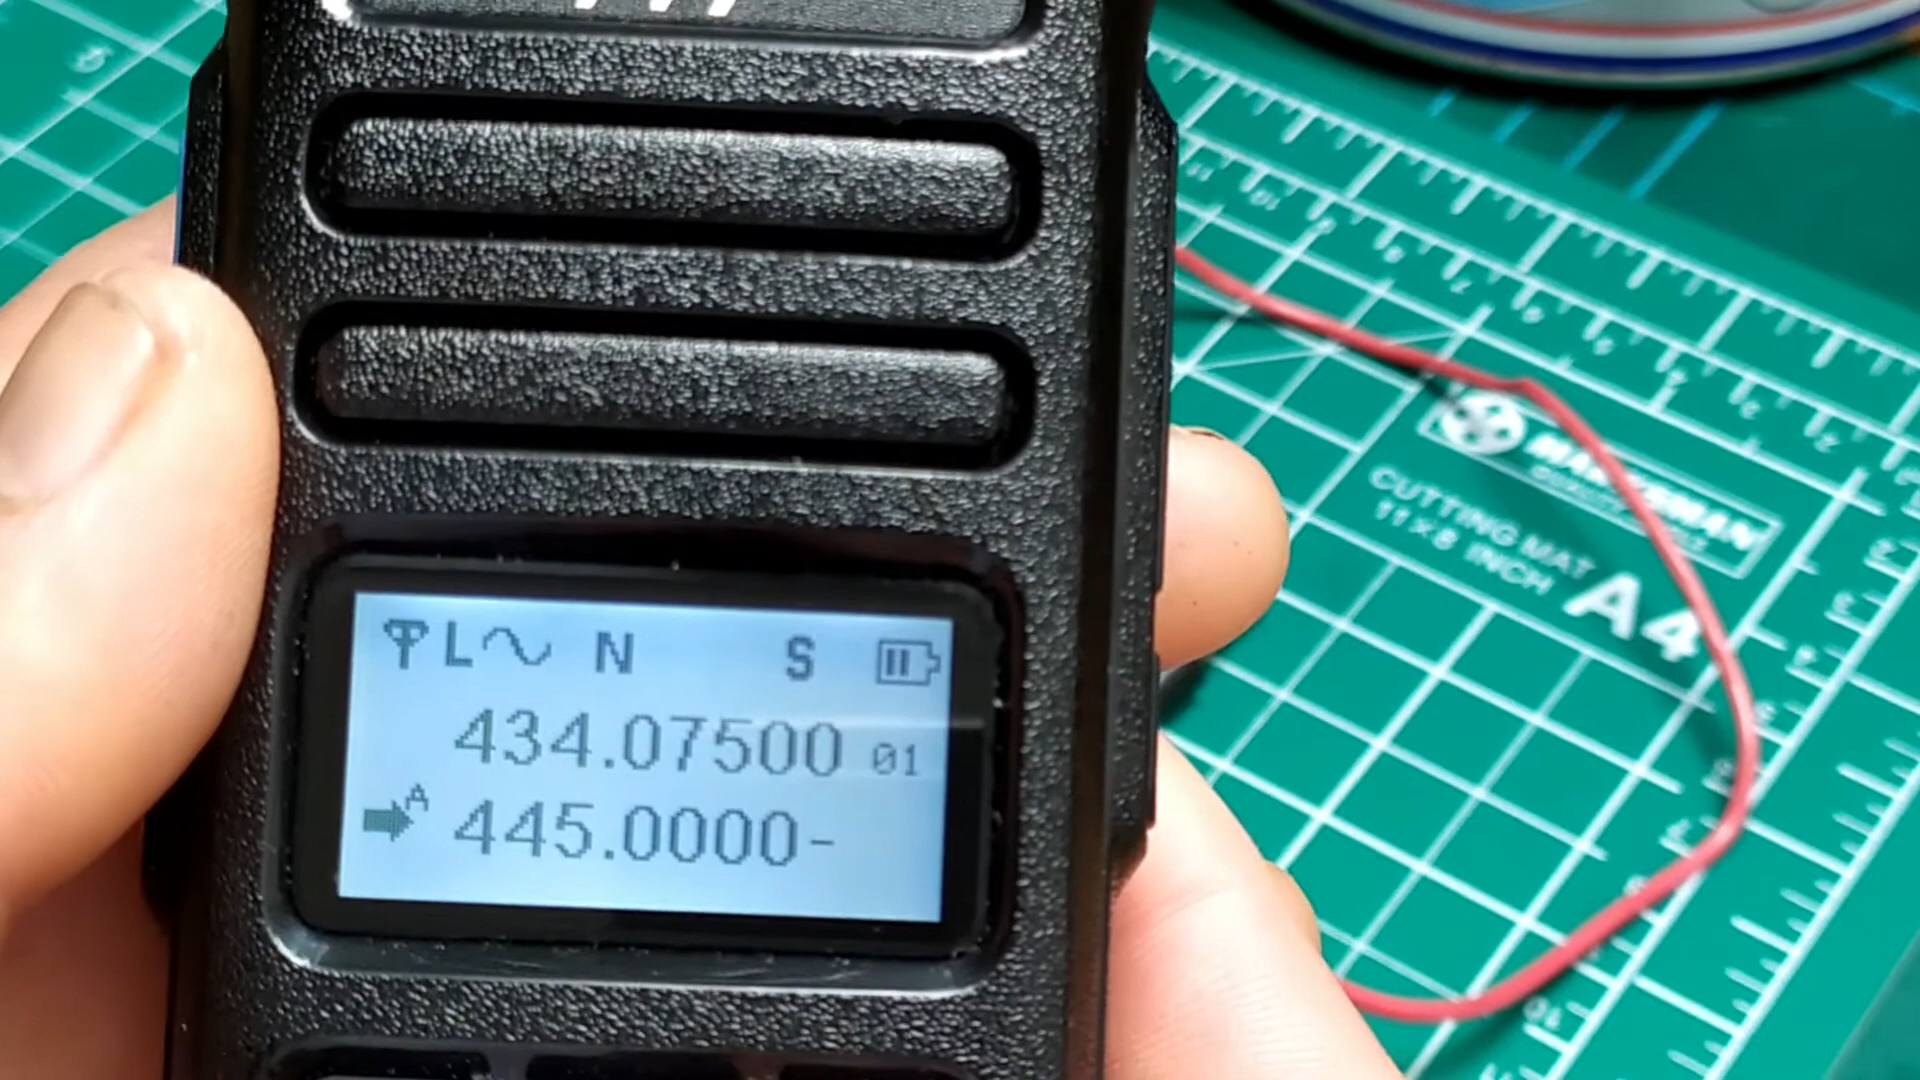 L N S
434.07500 01
A
445.0000-
CUTTING MAT
11×8 INCH
A4